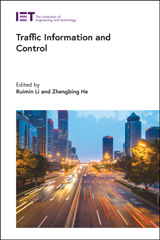 IET The Institution of
Engineering and Technology
Traffic Information and
Control
Edited by
Ruimin Li and Zhengbing He